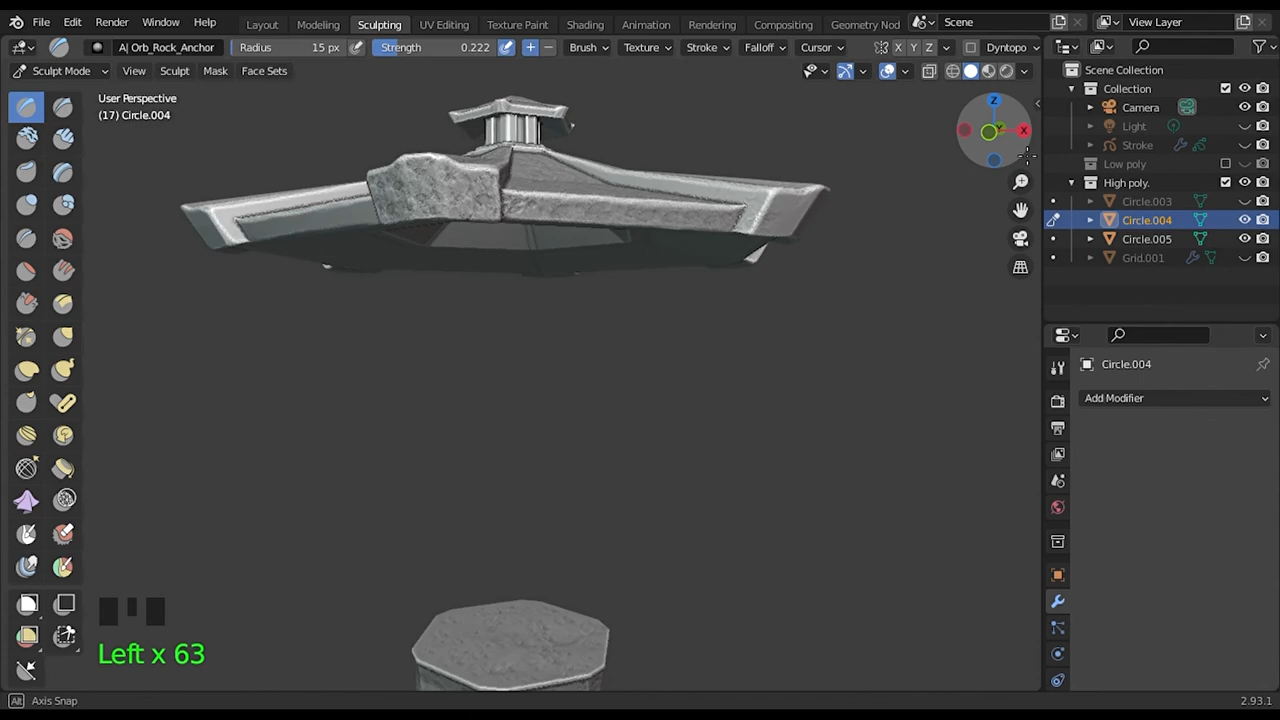 File Edit Render Window Help Layout Modeling Sculpting UV Editing Texture Paint Shading Animation Rendering Compositing Geometry Nod Scene View Layer
A| Orb_Rock_Anchor Radius 15 px Strength 0.222 Brush Texture Stroke Falloff Cursor X Y Z Dyntopo
Sculpt Mode View Sculpt Mask Face Sets
Scene Collection
Collection
Camera
Light
Stroke
Low poly
High poly.
Circle.003
Circle.004
Circle.005
Grid.001
User Perspective
(17) Circle.004
Z
X
Y
Circle.004
Add Modifier
Left x 63
Alt Axis Snap
2.93.1